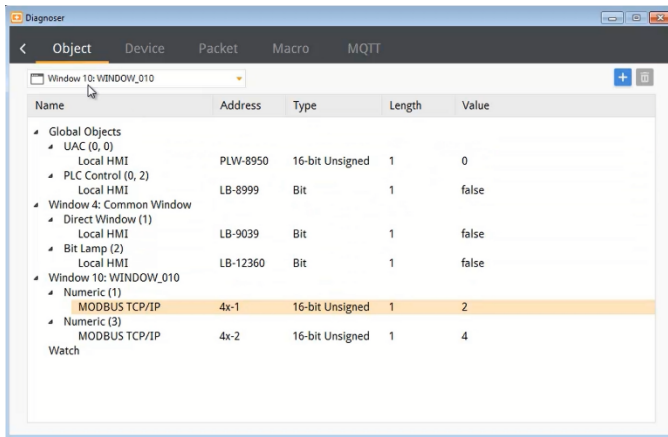 Diagnoser
Object Device Packet Macro MQTT
Window 10: WINDOW_010
Name Address Type Length Value
Global Objects
UAC (0, 0)
Local HMI PLW-8950 16-bit Unsigned 1 0
PLC Control (0, 2)
Local HMI LB-8999 Bit 1 false
Window 4: Common Window
Direct Window (1)
Local HMI LB-9039 Bit 1 false
Bit Lamp (2)
Local HMI LB-12360 Bit 1 false
Window 10: WINDOW_010
Numeric (1)
MODBUS TCP/IP 4x-1 16-bit Unsigned 1 2
Numeric (3)
MODBUS TCP/IP 4x-2 16-bit Unsigned 1 4
Watch